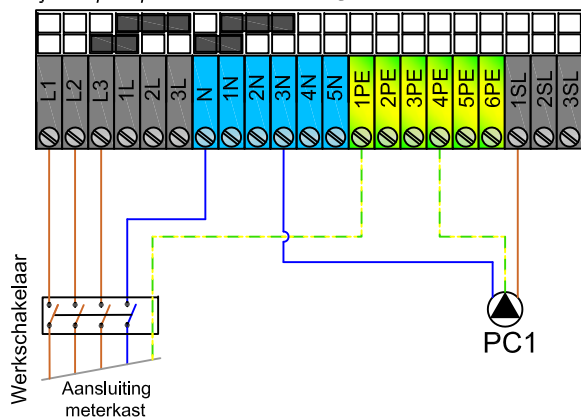 L1 L2 L3 1L 2L 3L N 1N 2N 3N 4N 5N 1PE 2PE 3PE 4PE 5PE 6PE 1SL 2SL 3SL
Werkschakelaar
PC1
Aansluiting
meterkast